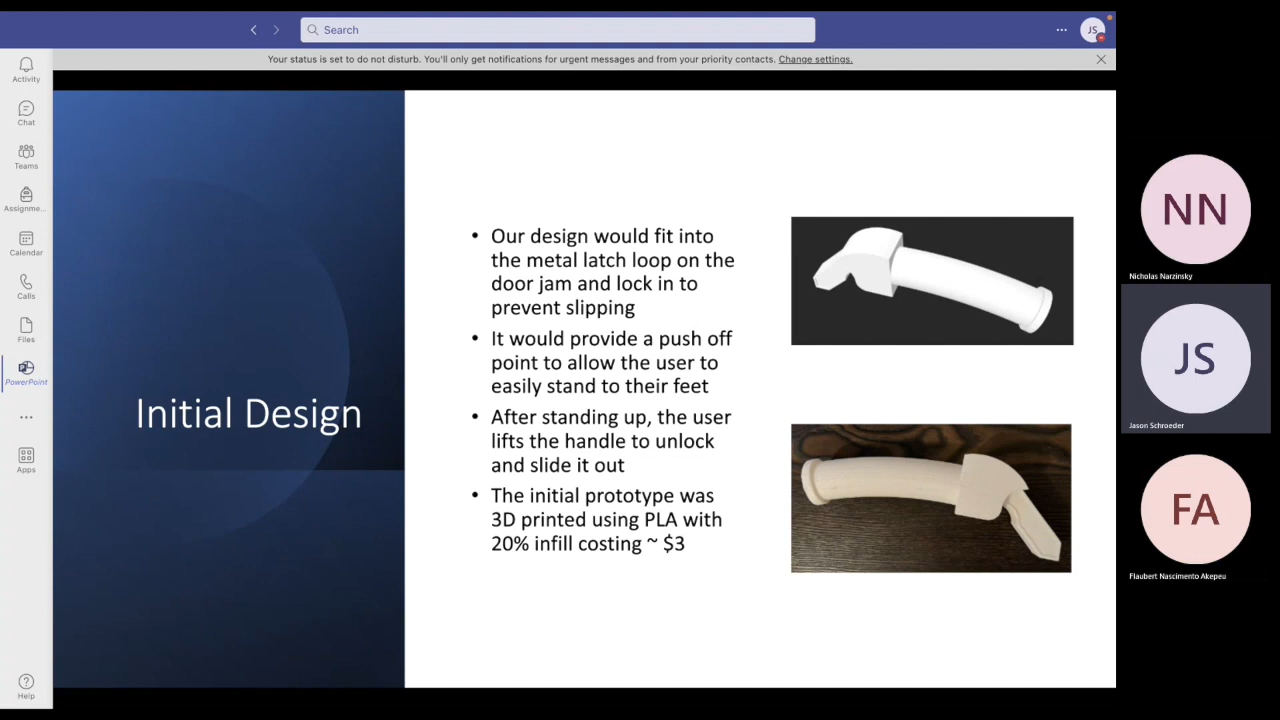 Search
JS
Your status is set to do not disturb. You'll only get notifications for urgent messages and from your priority contacts. Change settings.
Activity
Chat
Teams
Assignme...
Calendar
Calls
Files
PowerPoint
Apps
Help
Initial Design
• Our design would fit into
the metal latch loop on the
door jam and lock in to
prevent slipping
• It would provide a push off
point to allow the user to
easily stand to their feet
• After standing up, the user
lifts the handle to unlock
and slide it out
• The initial prototype was
3D printed using PLA with
20% infill costing ~ $3
NN
Nicholas Narzinsky
JS
Jason Schroeder
FA
Flaubert Nascimento Akepeu